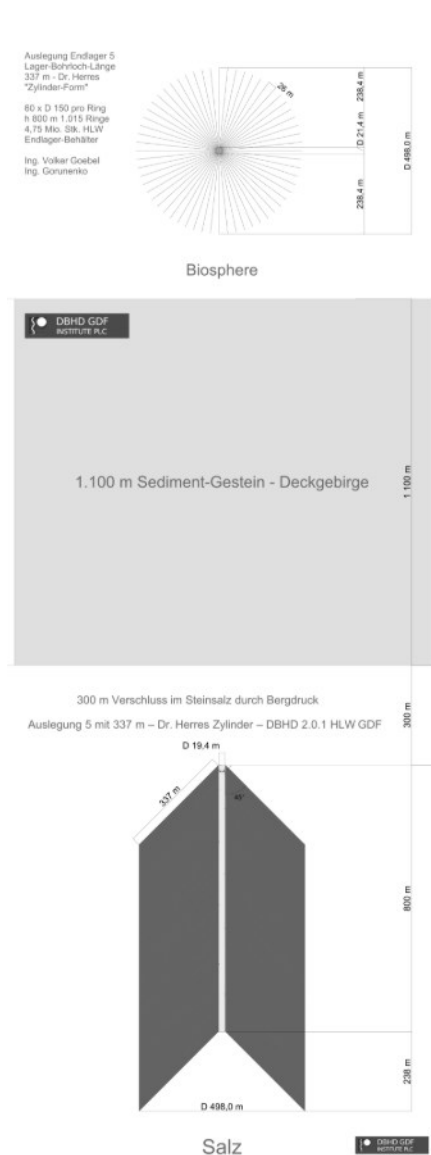 Auslegung Endlager 5
Lager-Bohrloch-Länge
337 m - Dr. Herres
"Zylinder-Form"
60 x D 150 pro Ring
h 800 m 1.015 Ringe
4,75 Mio. Stk. HLW
Endlager-Behälter
Ing. Volker Goebel
Ing. Gorunenko
26 m
238,4 m
D 21,4 m
238,4 m
D 498,0 m
Biosphere
DBHD GDF
INSTITUTE PLC
1.100 m Sediment-Gestein - Deckgebirge
1 100 m
300 m Verschluss im Steinsalz durch Bergdruck
Auslegung 5 mit 337 m – Dr. Herres Zylinder – DBHD 2.0.1 HLW GDF
300 m
D 19.4 m
337 m
45°
800 m
238 m
D 498,0 m
Salz
DBHD GDF
INSTITUTE PLC